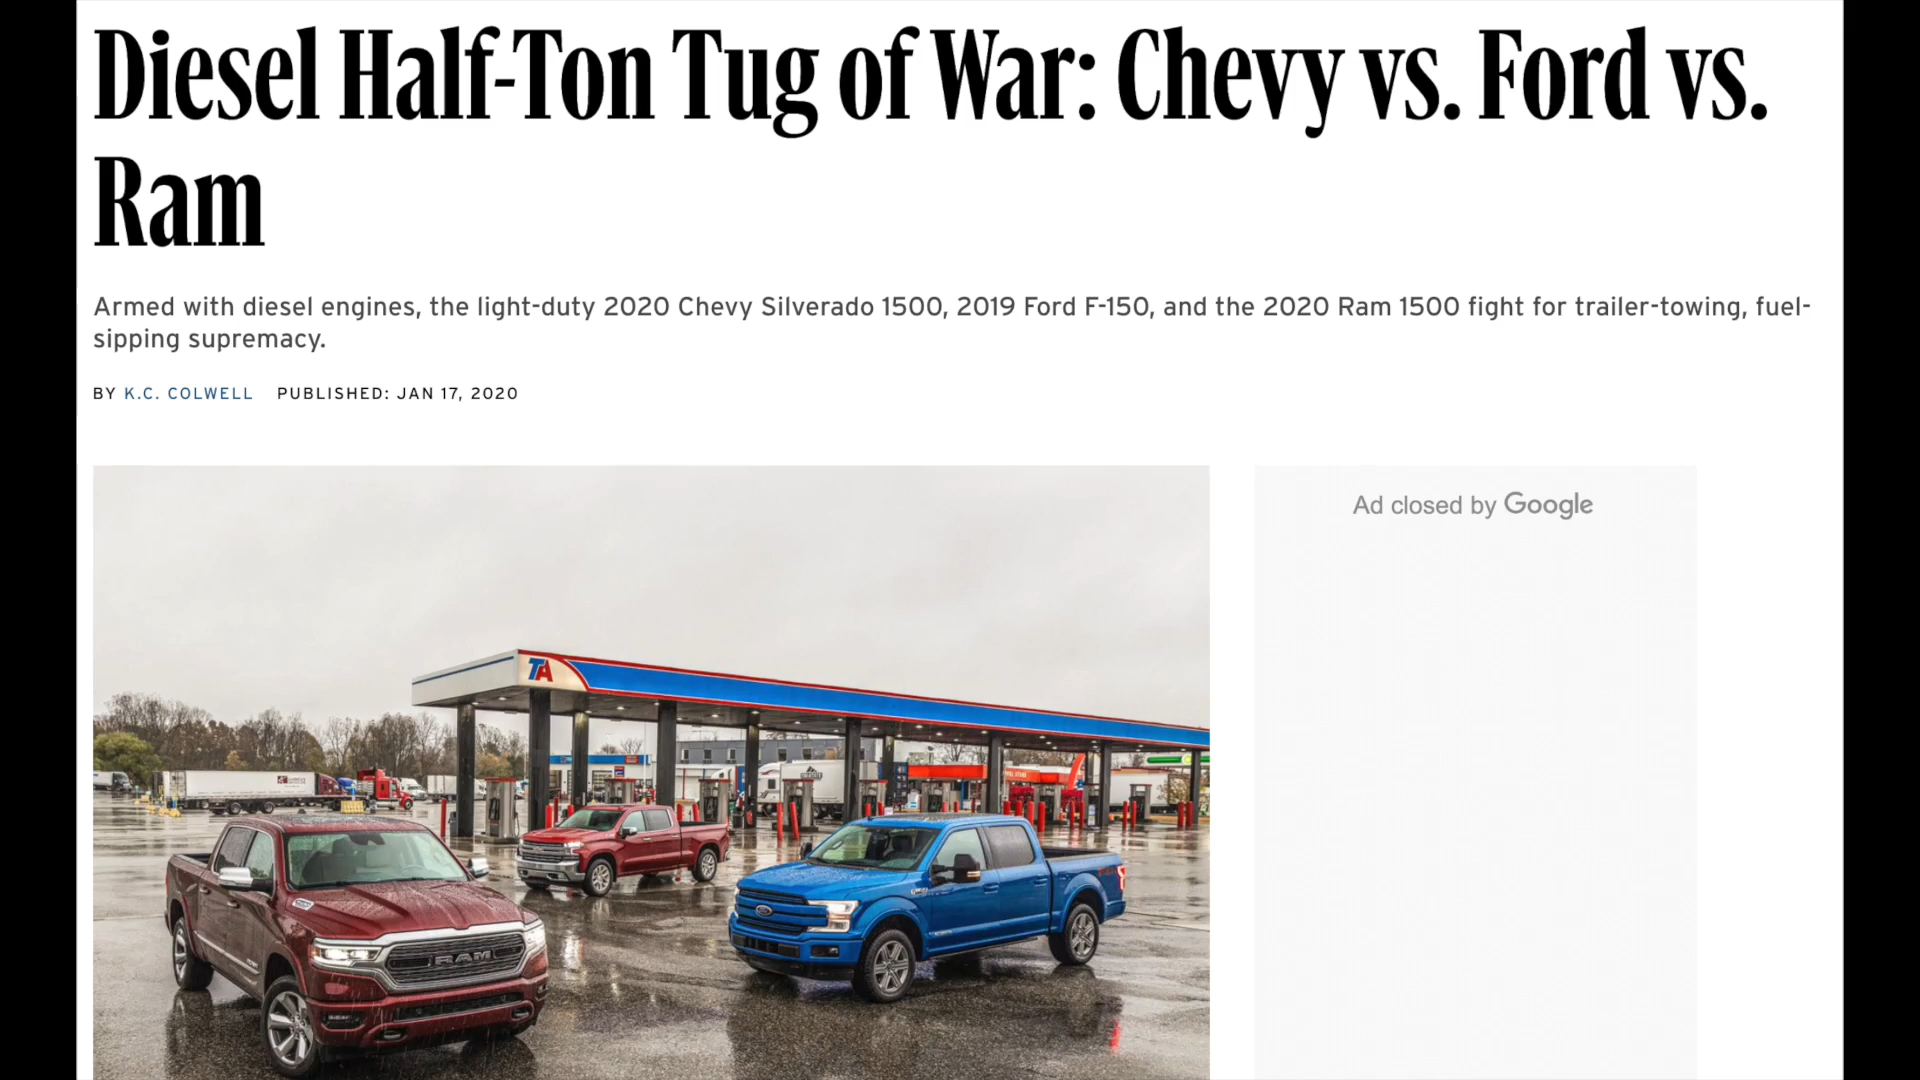 Diesel Half-Ton Tug of War: Chevy vs. Ford vs.
Ram
Armed with diesel engines, the light-duty 2020 Chevy Silverado 1500, 2019 Ford F-150, and the 2020 Ram 1500 fight for trailer-towing, fuel-
sipping supremacy.
BY K.C. COLWELL PUBLISHED: JAN 17, 2020
Ad closed by Google
TA
RAM